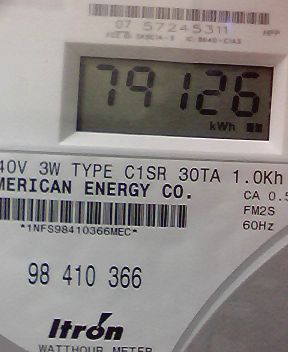 07 57245311
79126
kWh
40V 3W TYPE C1SR 30TA 1.0Kh
MERICAN ENERGY CO.
CA 0.5
FM2S
60Hz
*1NFS98410366MEC*
98 410 366
Itron
WATTHOUR METER